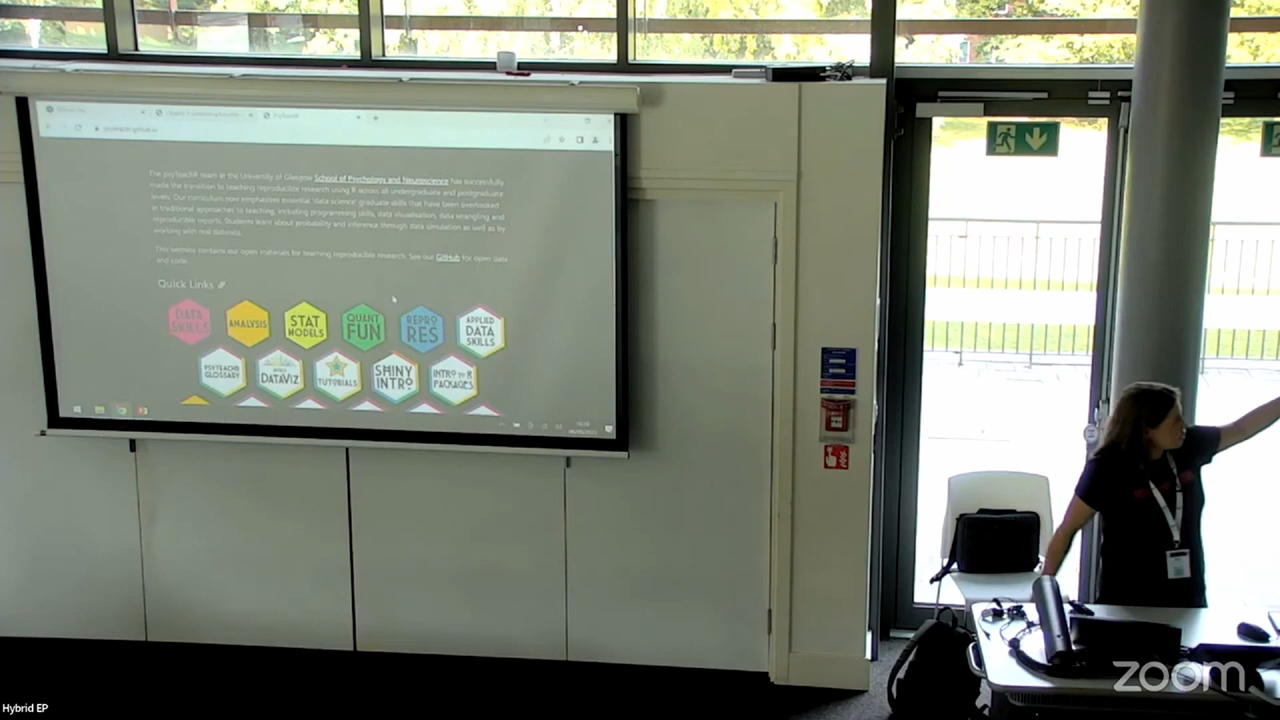 PsyTeachR
psyteachr.github.io
The psyTeachR team at the University of Glasgow School of Psychology and Neuroscience has successfully
made the transition to teaching reproducible research using R across all undergraduate and postgraduate
levels. Our curriculum now emphasizes essential 'data science' graduate skills that have been overlooked
in traditional approaches to teaching, including programming skills, data visualisation, data wrangling and
reproducible reports. Students learn about probability and inference through data simulation as well as by
working with real datasets.
This website contains our open materials for teaching reproducible research. See our GitHub for open data
and code.
Quick Links
DATA SKILLS
ANALYSIS
STAT MODELS
QUANT FUN
REPRO RES
APPLIED DATA SKILLS
PSYTEACHR GLOSSARY
DATAVIZ
TUTORIALS
SHINY INTRO
INTRO TO R PACKAGES
zoom
Hybrid EP